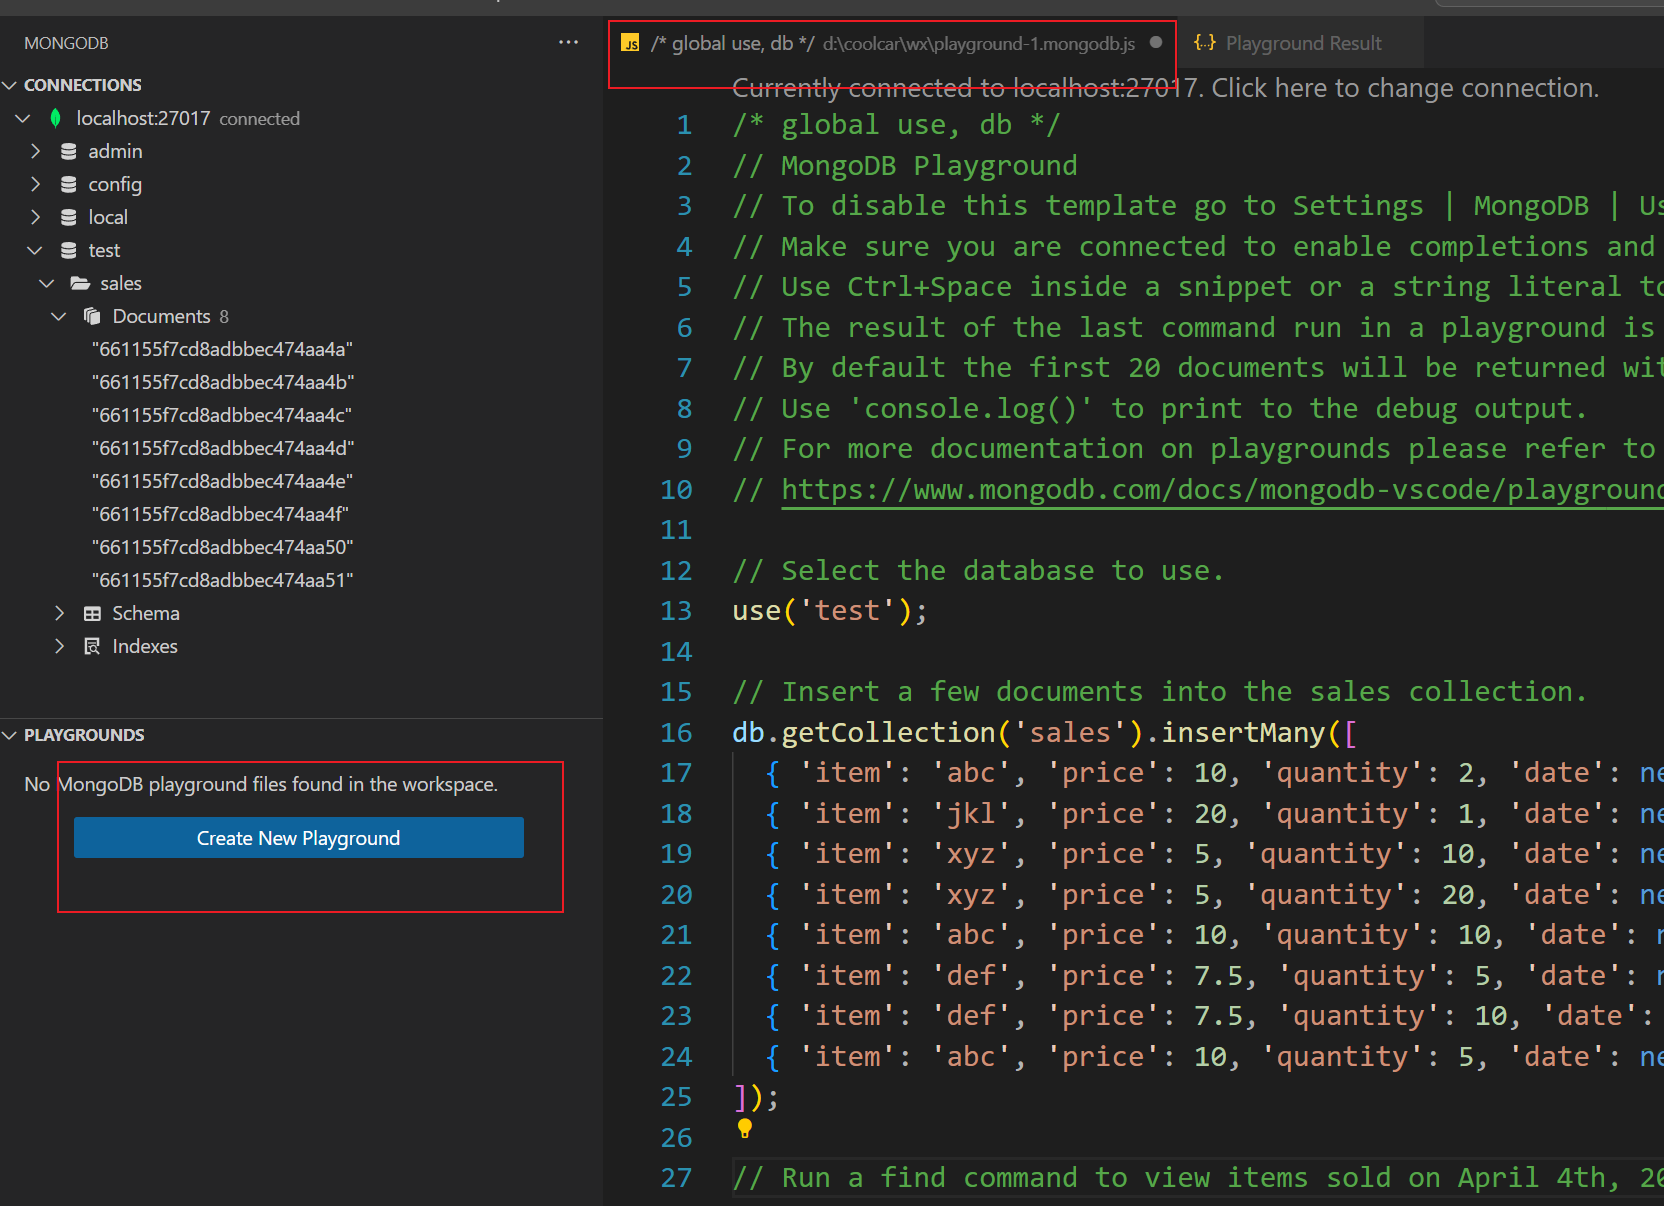 MONGODB
CONNECTIONS
localhost:27017 connected
admin
config
local
test
sales
Documents 8
"661155f7cd8adbbec474aa4a"
"661155f7cd8adbbec474aa4b"
"661155f7cd8adbbec474aa4c"
"661155f7cd8adbbec474aa4d"
"661155f7cd8adbbec474aa4e"
"661155f7cd8adbbec474aa4f"
"661155f7cd8adbbec474aa50"
"661155f7cd8adbbec474aa51"
Schema
Indexes
PLAYGROUNDS
No MongoDB playground files found in the workspace.
Create New Playground
JS /* global use, db */ d:\coolcar\wx\playground-1.mongodb.js
{..} Playground Result
Currently connected to localhost:27017. Click here to change connection.
1 /* global use, db */
2 // MongoDB Playground
3 // To disable this template go to Settings | MongoDB | Us
4 // Make sure you are connected to enable completions and
5 // Use Ctrl+Space inside a snippet or a string literal to
6 // The result of the last command run in a playground is
7 // By default the first 20 documents will be returned wit
8 // Use 'console.log()' to print to the debug output.
9 // For more documentation on playgrounds please refer to
10 // https://www.mongodb.com/docs/mongodb-vscode/playground
11
12 // Select the database to use.
13 use('test');
14
15 // Insert a few documents into the sales collection.
16 db.getCollection('sales').insertMany([
17 { 'item': 'abc', 'price': 10, 'quantity': 2, 'date': ne
18 { 'item': 'jkl', 'price': 20, 'quantity': 1, 'date': ne
19 { 'item': 'xyz', 'price': 5, 'quantity': 10, 'date': ne
20 { 'item': 'xyz', 'price': 5, 'quantity': 20, 'date': ne
21 { 'item': 'abc', 'price': 10, 'quantity': 10, 'date': n
22 { 'item': 'def', 'price': 7.5, 'quantity': 5, 'date': n
23 { 'item': 'def', 'price': 7.5, 'quantity': 10, 'date':
24 { 'item': 'abc', 'price': 10, 'quantity': 5, 'date': ne
25 ]);
26
27 // Run a find command to view items sold on April 4th, 20